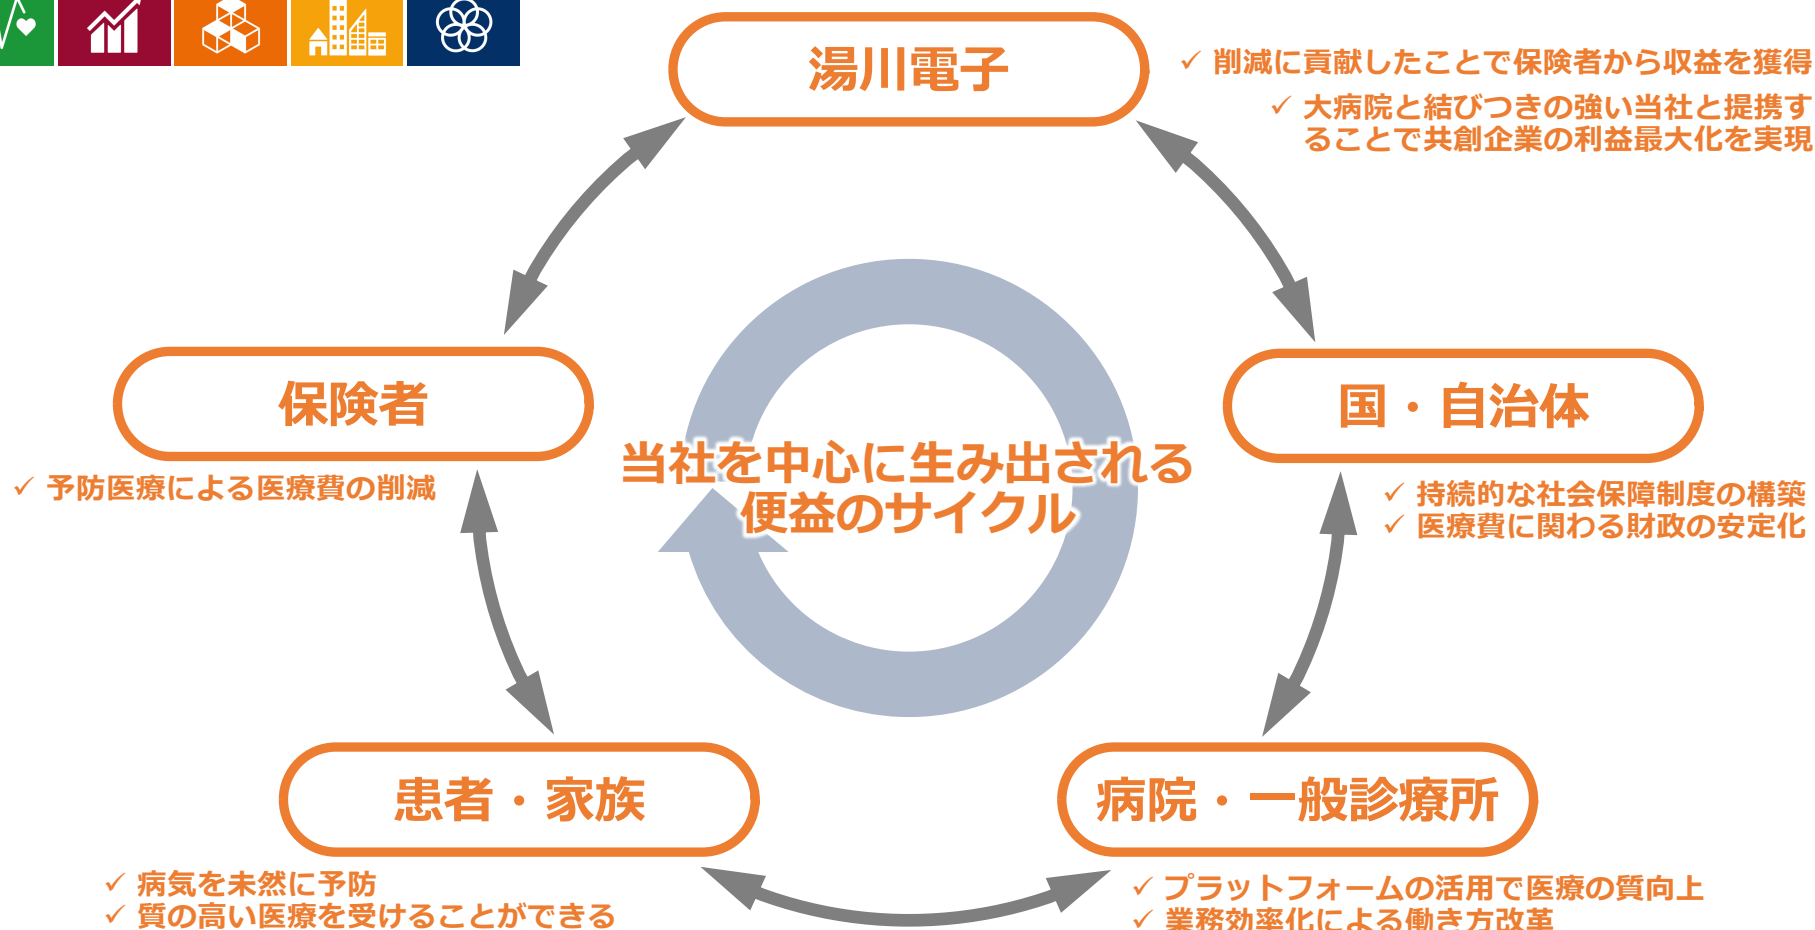 湯川電子
✓ 削減に貢献したことで保険者から収益を獲得
✓ 大病院と結びつきの強い当社と提携す
ることで共創企業の利益最大化を実現
保険者
✓ 予防医療による医療費の削減
国・自治体
✓ 持続的な社会保障制度の構築
✓ 医療費に関わる財政の安定化
当社を中心に生み出される
便益のサイクル
患者・家族
✓ 病気を未然に予防
✓ 質の高い医療を受けることができる
病院・一般診療所
✓ プラットフォームの活用で医療の質向上
✓ 業務効率化による働き方改革